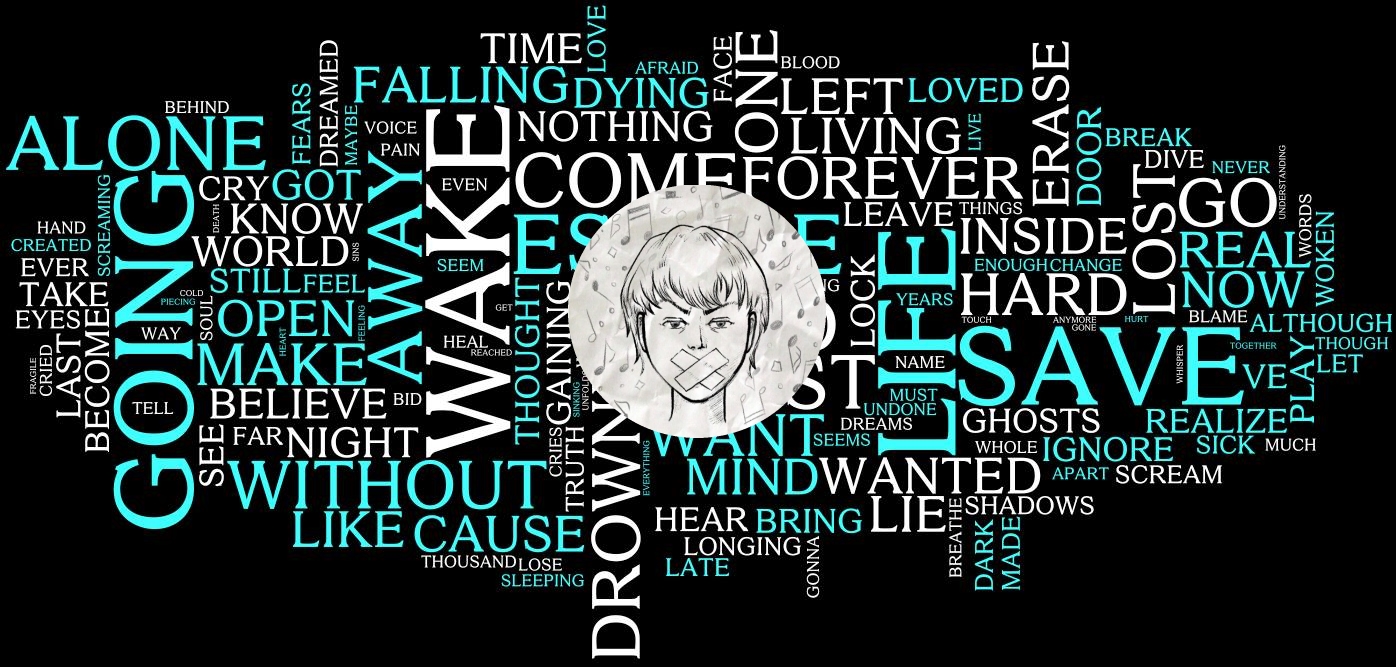 TIME
LOVE
BEHIND
FEARS
DREAMED
MAYBE
FALLING
AFRAID
DYING
FACE
ONE
BLOOD
LEFT
LOVED
ERASE
ALONE
VOICE
PAIN
NOTHING
LIVING
LIVE
DOOR
BREAK
DIVE
NEVER
UNDERSTANDING
SCREAMING
GOING
CRY
GOT
AWAY
WAKE
EVEN
COME
FOREVER
LOST
GO
HAND
CREATED
DEATH
KNOW
LEAVE
THINGS
WORDS
WOKEN
EVER
WORLD
SINS
INSIDE
REAL
TAKE
STILL
FEEL
SEEM
LOCK
LIFE
ENOUGH
CHANGE
NOW
EYES
COLD
PIECING
SOUL
OPEN
FEELING
GET
THOUGHT
GAINING
YEARS
HARD
TOUCH
ANYMORE
GONE
HURT
BLAME
ALTHOUGH
LAST
BECOME
WAY
HEART
HEAL
REACHED
SAVE
WHISPER
TOGETHER
PLAY
THOUGH
FRAGILE
CRIED
MAKE
NAME
VE
LET
TELL
BELIEVE
BID
SINKING
MUST
UNDONE
GHOSTS
REALIZE
SEE
FAR
NIGHT
CRIES
TRUTH
DROWN
WANT
DREAMS
SEEMS
WHOLE
IGNORE
SICK
MUCH
WITHOUT
EVERYTHING
MIND
WANTED
APART
SCREAM
LIKE
CAUSE
HEAR
BRING
LIE
BREATHE
SHADOWS
THOUSAND
LOSE
LONGING
GONNA
DARK
MADE
SLEEPING
LATE